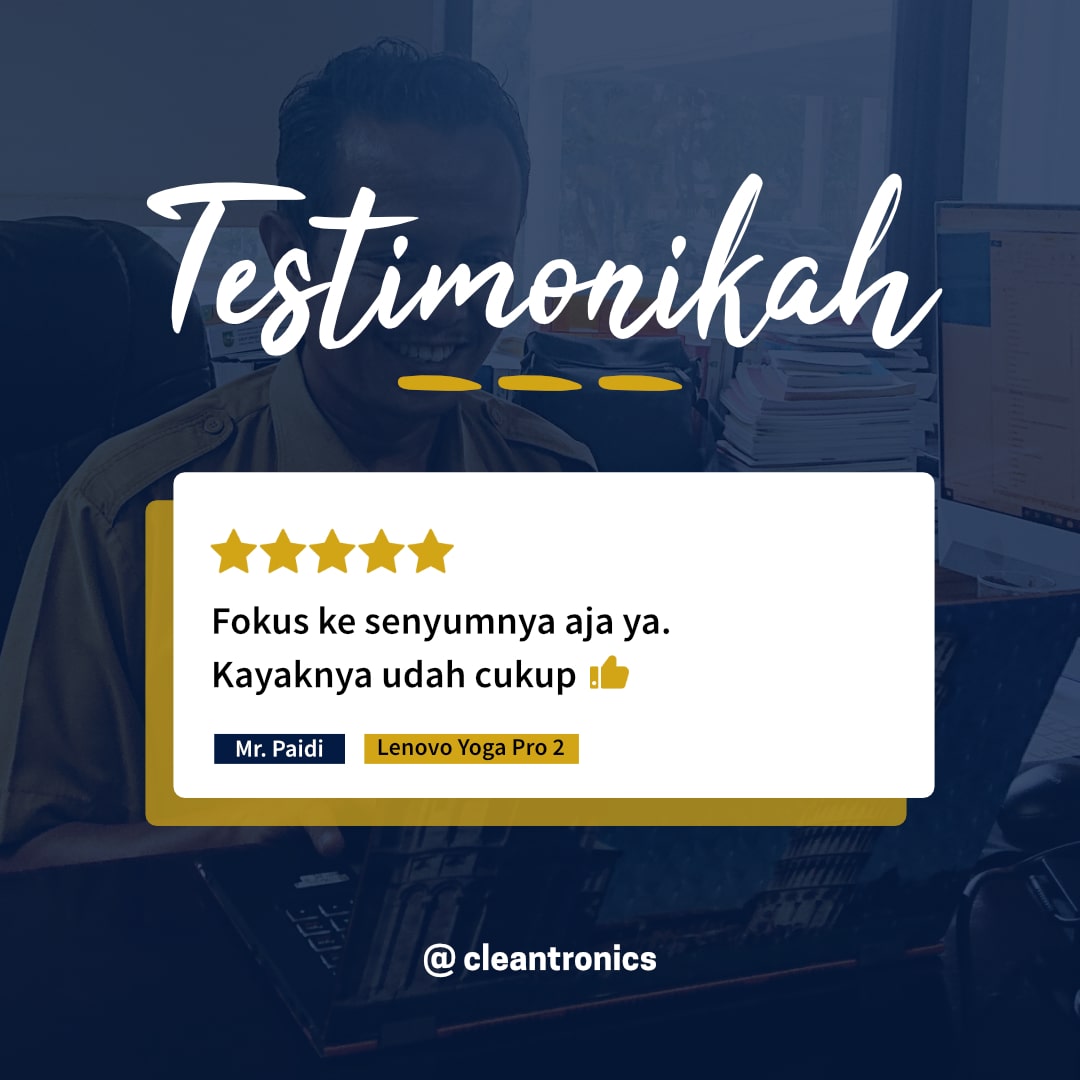 Testimonikah
Fokus ke senyumnya aja ya.
Kayaknya udah cukup
Mr. Paidi
Lenovo Yoga Pro 2
@ cleantronics